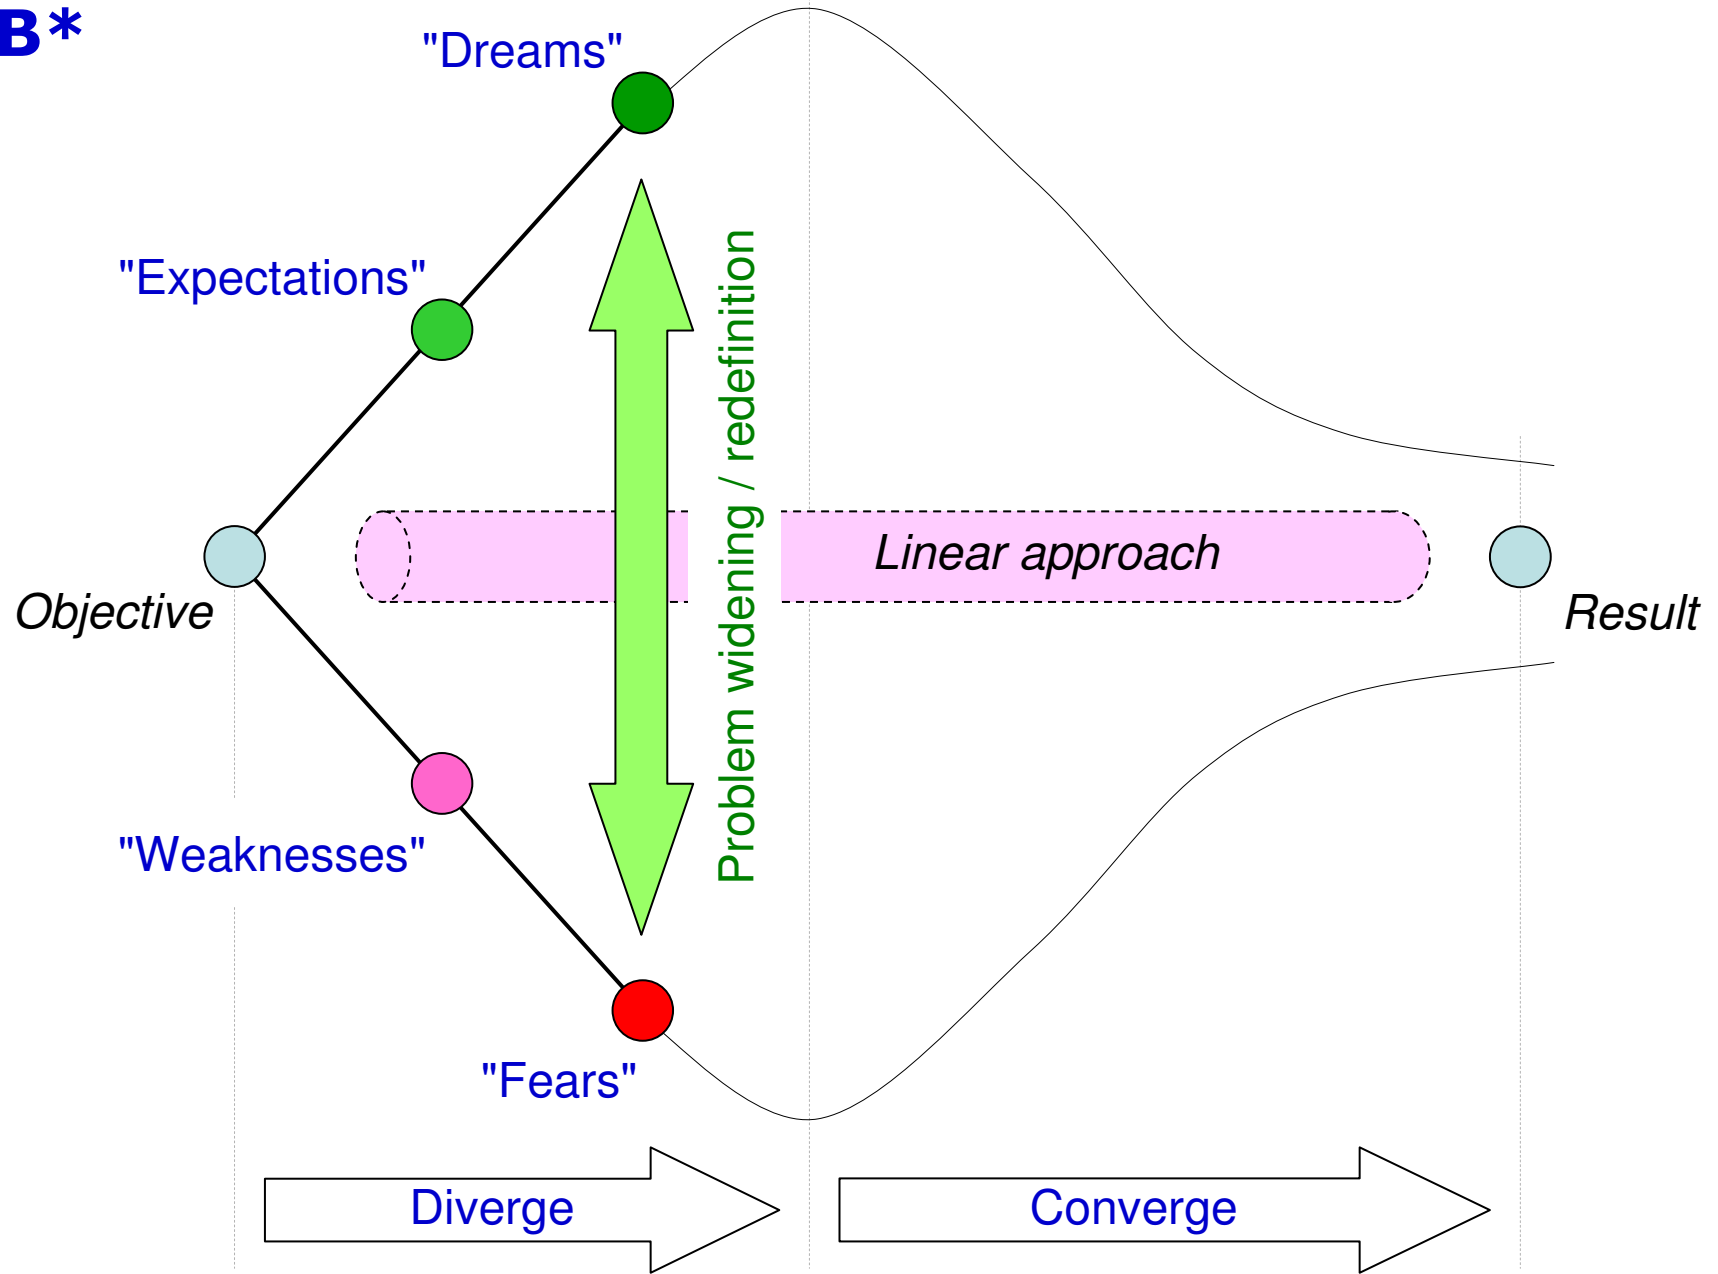 B*
"Dreams"
"Expectations"
Problem widening / redefinition
Linear approach
Objective
Result
"Weaknesses"
"Fears"
Diverge
Converge